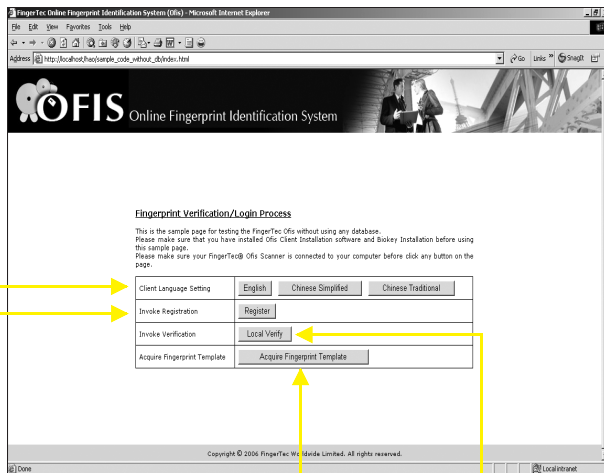 FingerTec Online Fingerprint Identification System (Ofis) - Microsoft Internet Explorer
File Edit View Favorites Tools Help
Address http://localhost/hao/sample_code_without_db/index.html Go Links » SnagIt
OFIS Online Fingerprint Identification System
Fingerprint Verification/Login Process
This is the sample page for testing the FingerTec Ofis without using any database.
Please make sure that you have installed Ofis Client Installation software and Biokey Installation before using
this sample page.
Please make sure your FingerTec® Ofis Scanner is connected to your computer before click any button on the
page.
Client Language Setting English Chinese Simplified Chinese Traditional
Invoke Registration Register
Invoke Verification Local Verify
Acquire Fingerprint Template Acquire Fingerprint Template
Copyright © 2006 FingerTec Worldwide Limited. All rights reserved.
Done Local intranet